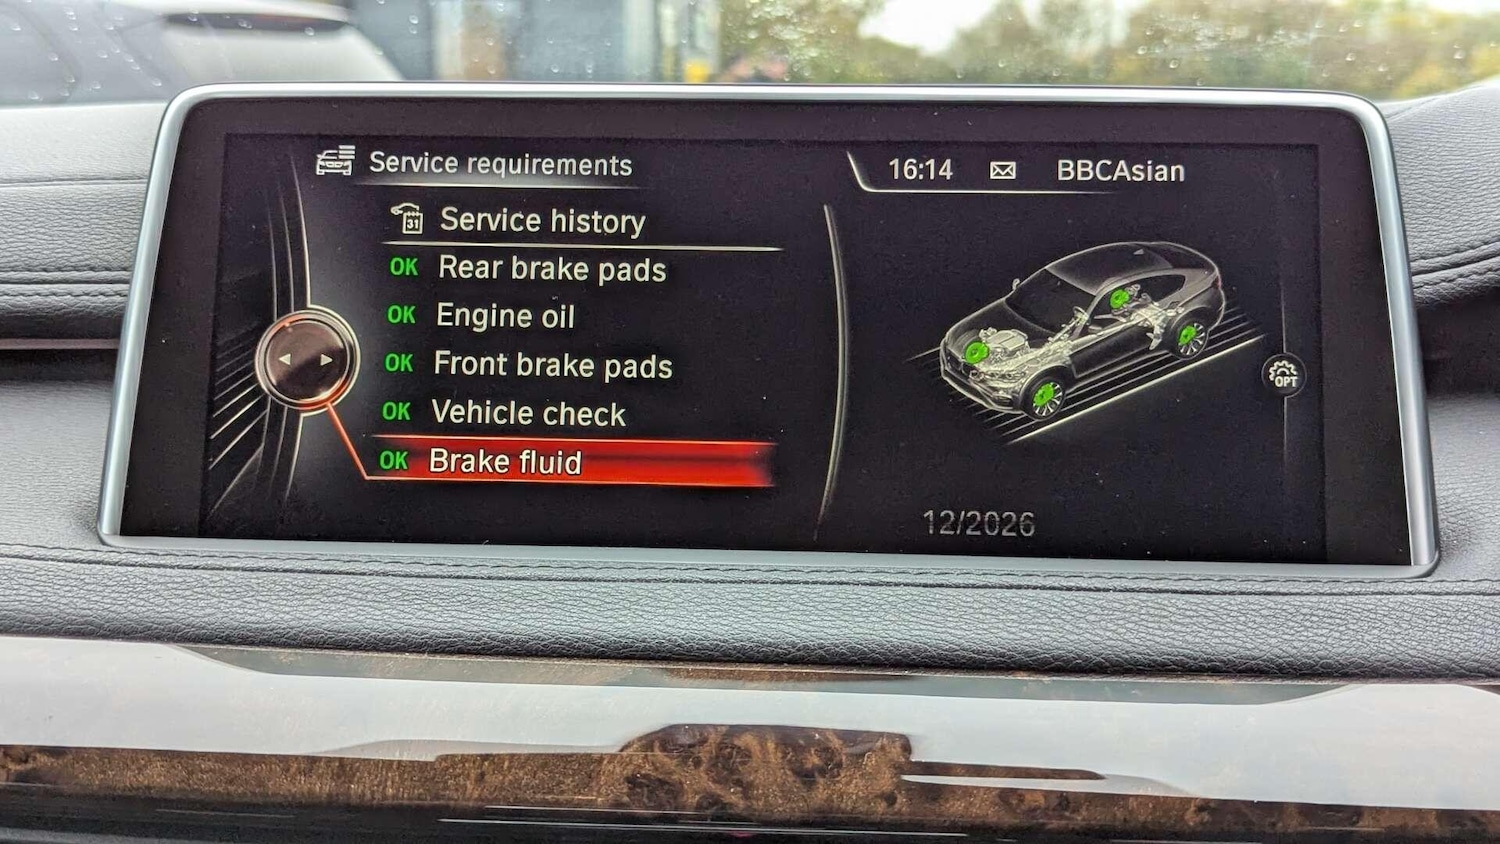 Service requirements
16:14 BBCAsian
31 Service history
OK Rear brake pads
OK Engine oil
OK Front brake pads
OK Vehicle check
OK Brake fluid
OPT
12/2026